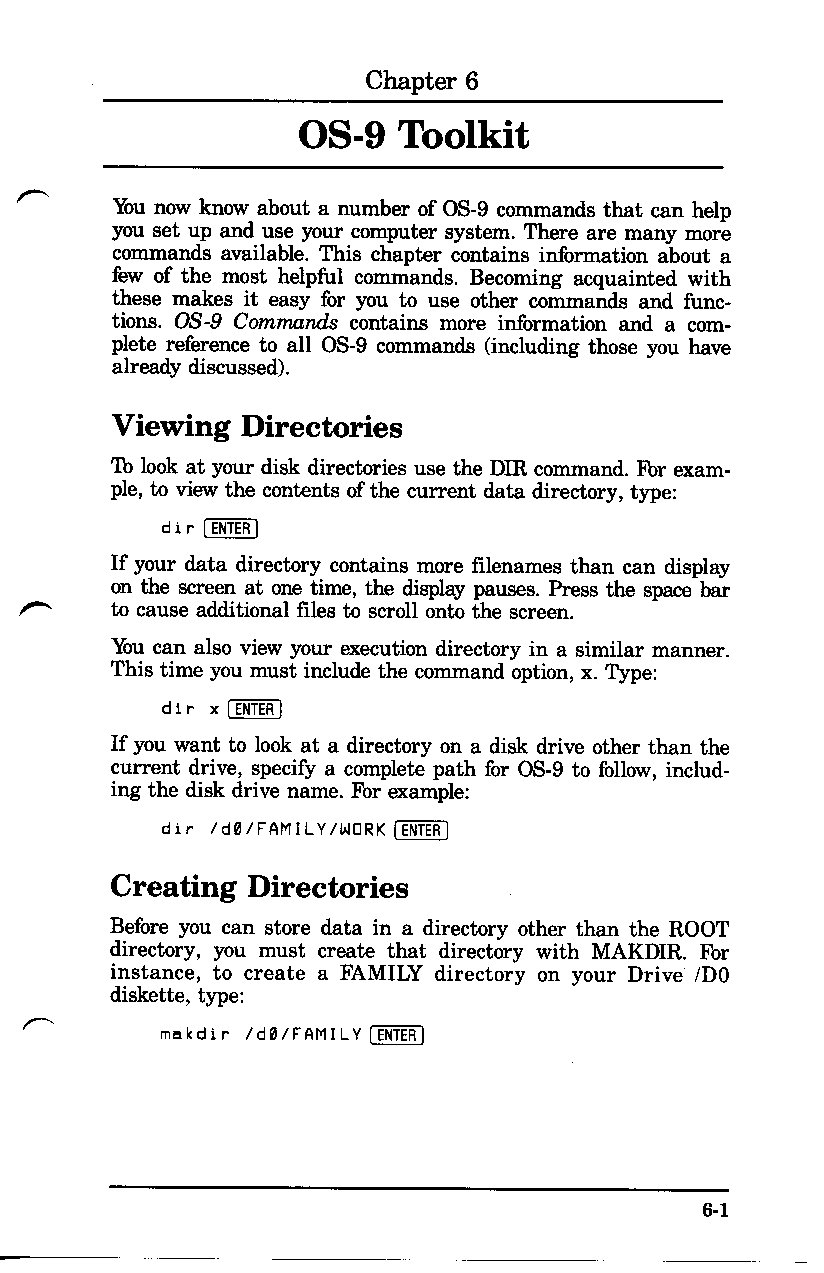 Chapter 6
OS-9 Toolkit
You now know about a number of OS-9 commands that can help
you set up and use your computer system. There are many more
commands available. This chapter contains information about a
few of the most helpful commands. Becoming acquainted with
these makes it easy for you to use other commands and func-
tions. OS-9 Commands contains more information and a com-
plete reference to all OS-9 commands (including those you have
already discussed).
Viewing Directories
To look at your disk directories use the DIR command. For exam-
ple, to view the contents of the current data directory, type:
dir [ENTER]
If your data directory contains more filenames than can display
on the screen at one time, the display pauses. Press the space bar
to cause additional files to scroll onto the screen.
You can also view your execution directory in a similar manner.
This time you must include the command option, x. Type:
dir x [ENTER]
If you want to look at a directory on a disk drive other than the
current drive, specify a complete path for OS-9 to follow, includ-
ing the disk drive name. For example:
dir /d0/FAMILY/WORK [ENTER]
Creating Directories
Before you can store data in a directory other than the ROOT
directory, you must create that directory with MAKDIR. For
instance, to create a FAMILY directory on your Drive /D0
diskette, type:
makdir /d0/FAMILY [ENTER]
6-1